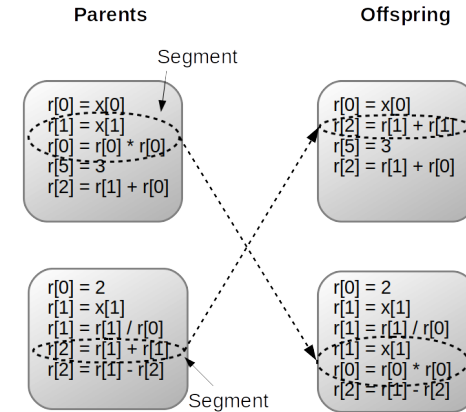 Parents
Offspring
Segment
r[0] = x[0]
r[1] = x[1]
r[0] = r[0] * r[0]
r[5] = 3
r[2] = r[1] + r[0]
r[0] = x[0]
r[2] = r[1] + r[1]
r[5] = 3
r[2] = r[1] + r[0]
r[0] = 2
r[1] = x[1]
r[1] = r[1] / r[0]
r[2] = r[1] + r[1]
r[2] = r[1] - r[2]
Segment
r[0] = 2
r[1] = x[1]
r[1] = r[1] / r[0]
r[1] = x[1]
r[0] = r[0] * r[0]
r[2] = r[1] - r[2]